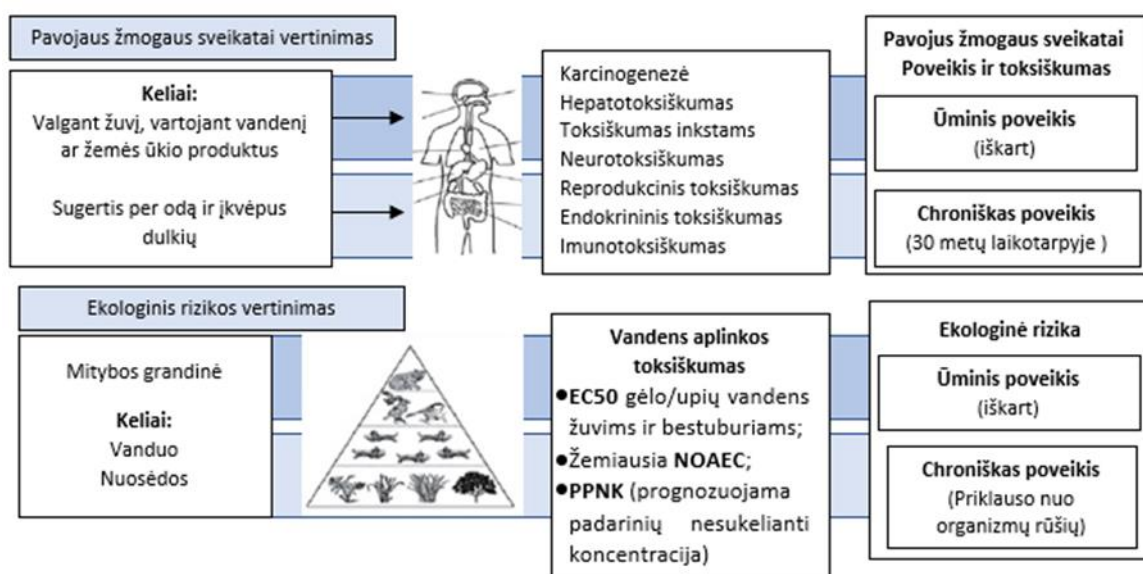 Pavojaus žmogaus sveikatai vertinimas
Keliai:
Valgant žuvį, vartojant vandenį
ar žemės ūkio produktus
Sugertis per odą ir įkvėpus
dulkių
Karcinogenezė
Hepatotoksiškumas
Toksiškumas inkstams
Neurotoksiškumas
Reprodukcinis toksiškumas
Endokrininis toksiškumas
Imunotoksiškumas
Pavojus žmogaus sveikatai
Poveikis ir toksiškumas
Ūminis poveikis
(iškart)
Chroniškas poveikis
(30 metų laikotarpyje )
Ekologinis rizikos vertinimas
Mitybos grandinė
Keliai:
Vanduo
Nuosėdos
Vandens aplinkos
toksiškumas
●EC50 gėlo/upių vandens
žuvims ir bestuburiams;
●Žemiausia NOAEC;
●PPNK (prognozuojama
padarinių nesukelianti
koncentracija)
Ekologinė rizika
Ūminis poveikis
(iškart)
Chroniškas poveikis
(Priklauso nuo
organizmų rūšių)